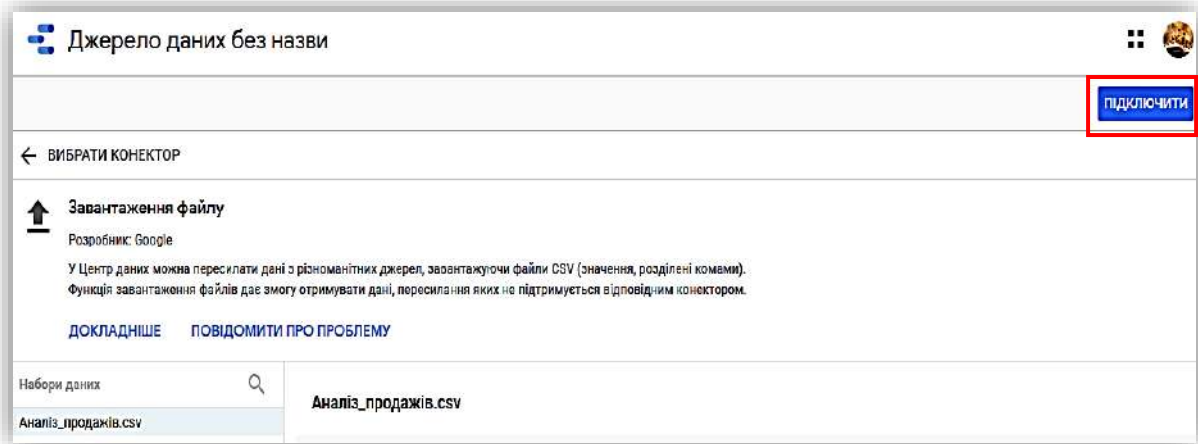 Джерело даних без назви
ПІДКЛЮЧИТИ
ВИБРАТИ КОНЕКТОР
Завантаження файлу
Розробник: Google
У Центр даних можна пересилати дані з різноманітних джерел, завантажуючи файли CSV (значення, розділені комами).
Функція завантаження файлів дає змогу отримувати дані, пересилання яких не підтримується відповідним конектором.
ДОКЛАДНІШЕ ПОВІДОМИТИ ПРО ПРОБЛЕМУ
Набори даних
Аналіз_продажів.csv
Аналіз_продажів.csv